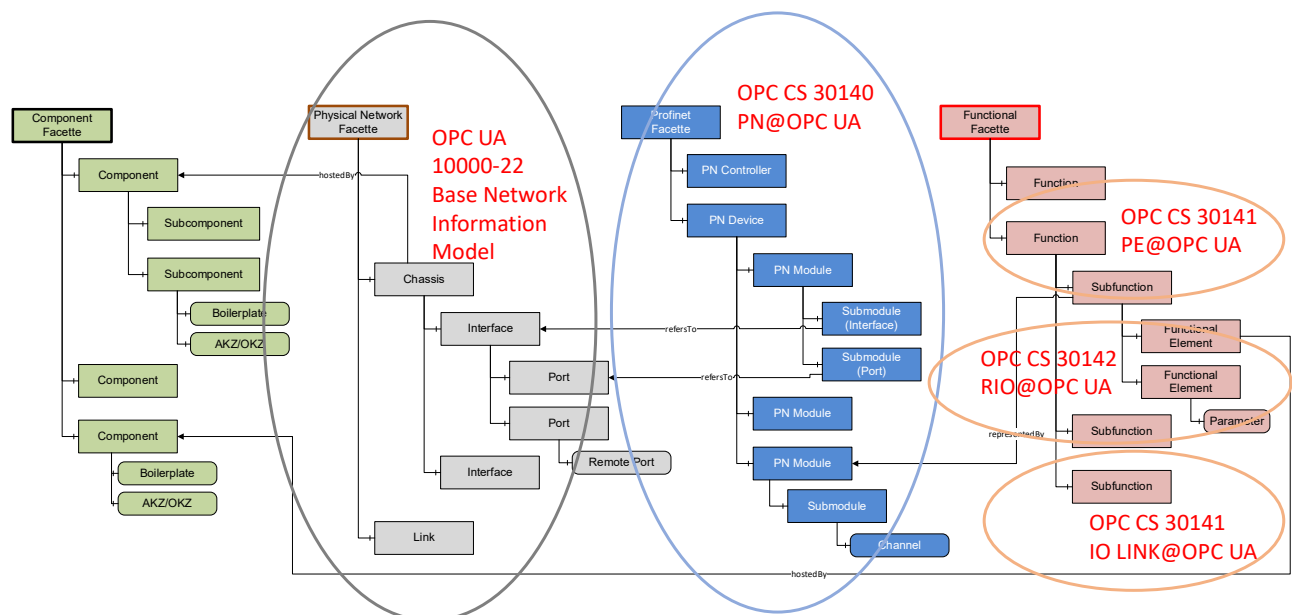 Component
Facette
Component
Subcomponent
Subcomponent
Boilerplate
AKZ/OKZ
Component
Component
Boilerplate
AKZ/OKZ
hostedBy
Physical Network
Facette
OPC UA
10000-22
Base Network
Information
Model
Chassis
Interface
Port
Port
Remote Port
Interface
Link
refersTo
refersTo
OPC CS 30140
PN@OPC UA
Profinet
Facette
PN Controller
PN Device
PN Module
Submodule
(Interface)
Submodule
(Port)
PN Module
PN Module
Submodule
Channel
representedBy
hostedBy
Functional
Facette
Function
Function
OPC CS 30141
PE@OPC UA
Subfunction
Functional
Element
OPC CS 30142
RIO@OPC UA
Functional
Element
Parameter
Subfunction
Subfunction
OPC CS 30141
IO LINK@OPC UA